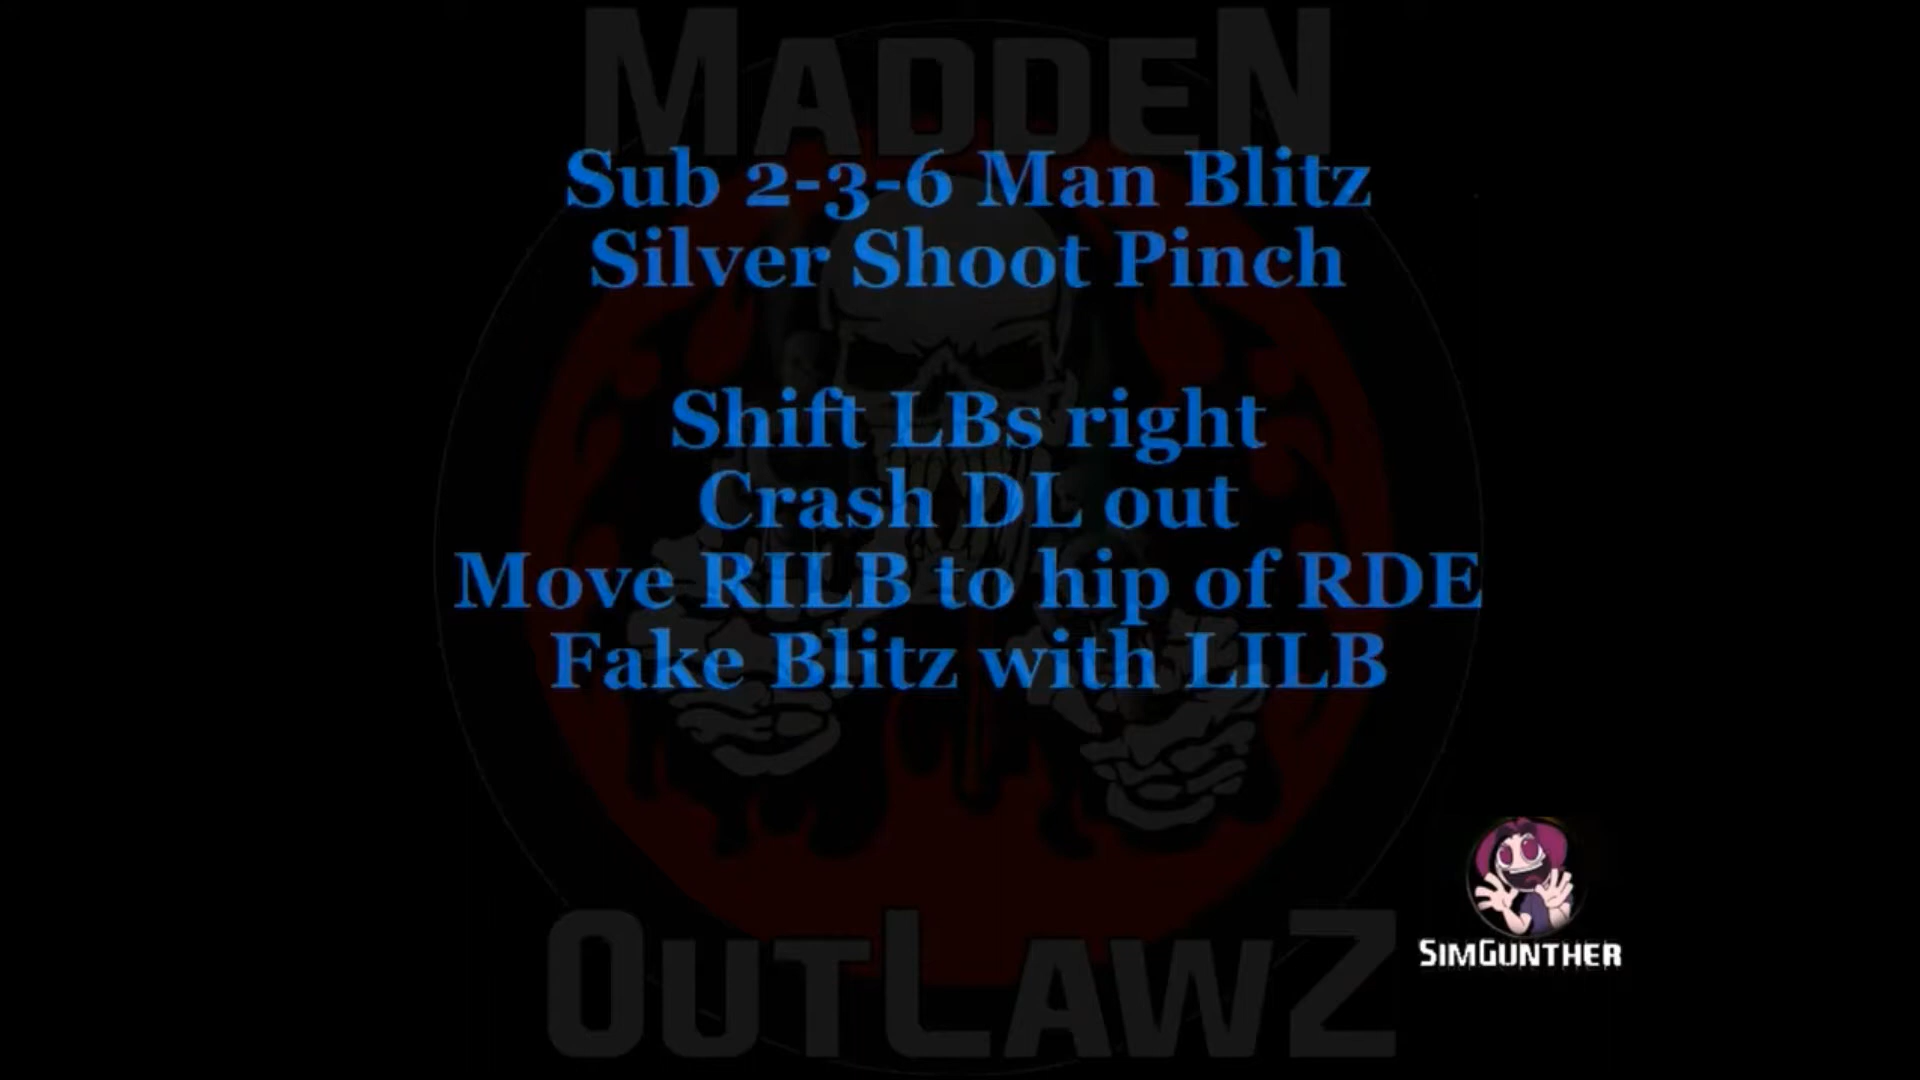 MADDEN
Sub 2-3-6 Man Blitz
Silver Shoot Pinch
Shift LBs right
Crash DL out
Move RILB to hip of RDE
Fake Blitz with LILB
OUTLAWZ
SIMGUNTHER